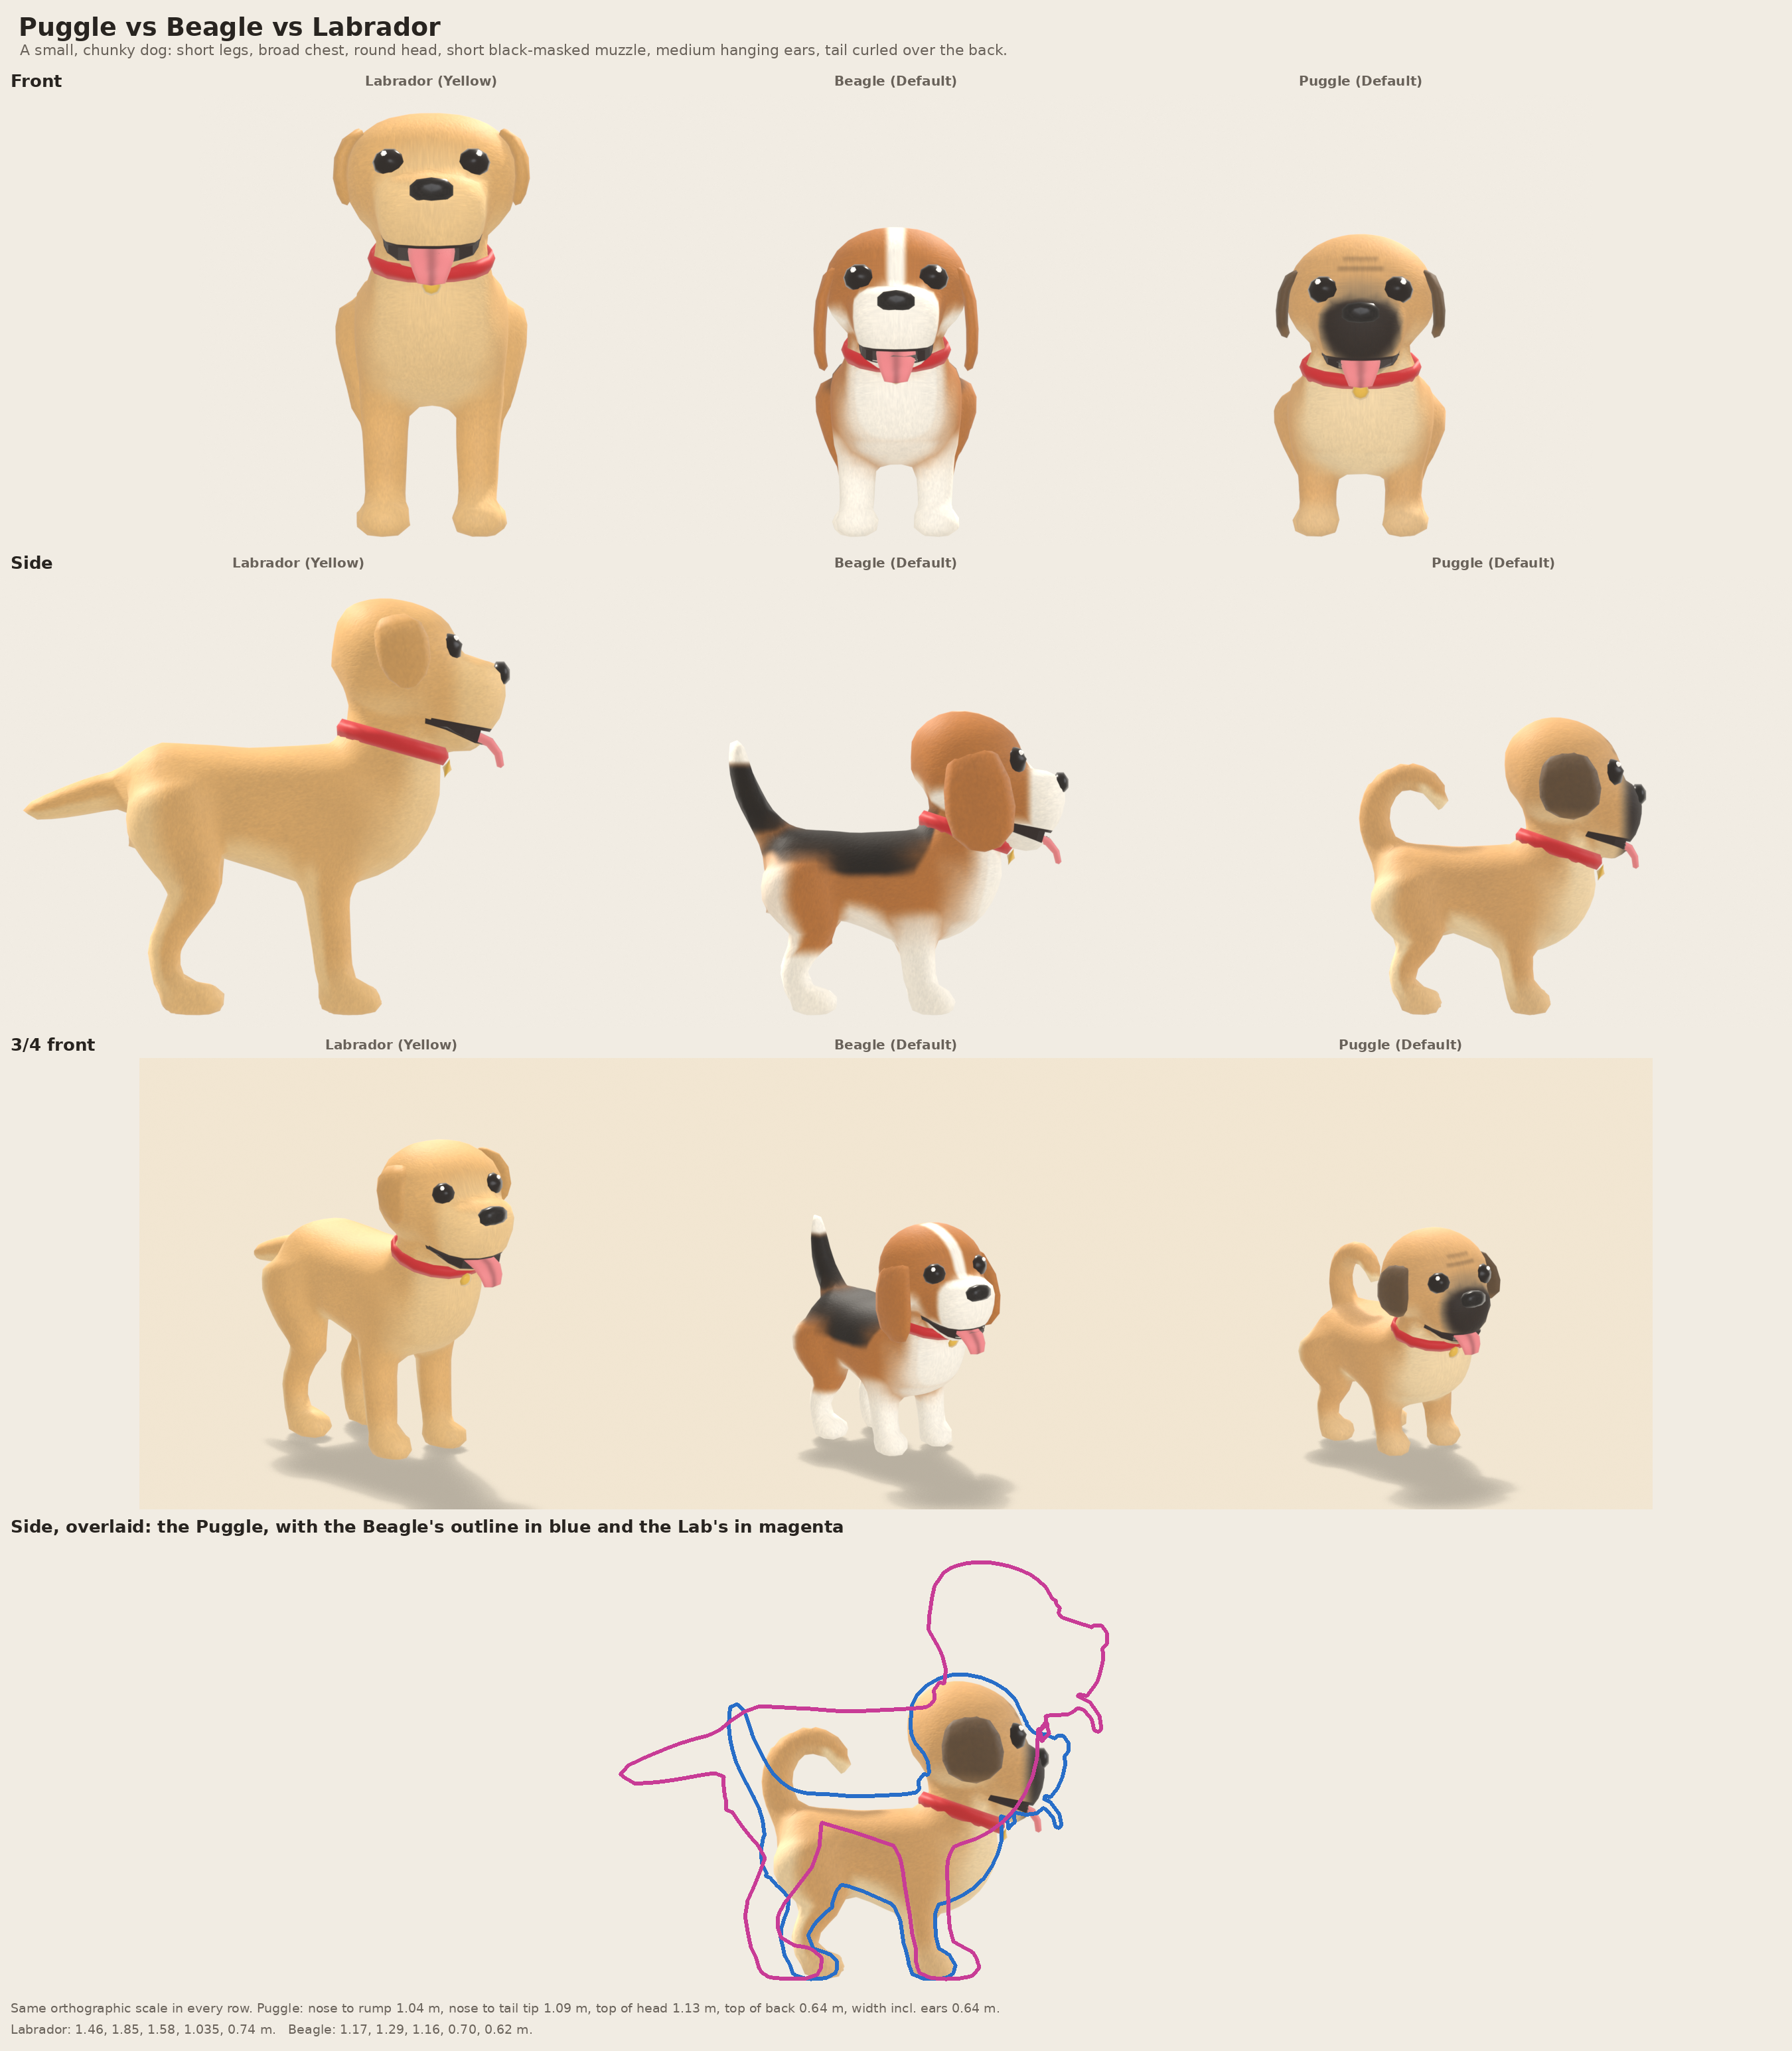 Puggle vs Beagle vs Labrador
A small, chunky dog: short legs, broad chest, round head, short black-masked muzzle, medium hanging ears, tail curled over the back.
Front
Labrador (Yellow)
Beagle (Default)
Puggle (Default)
Side
Labrador (Yellow)
Beagle (Default)
Puggle (Default)
3/4 front
Labrador (Yellow)
Beagle (Default)
Puggle (Default)
Side, overlaid: the Puggle, with the Beagle's outline in blue and the Lab's in magenta
Same orthographic scale in every row. Puggle: nose to rump 1.04 m, nose to tail tip 1.09 m, top of head 1.13 m, top of back 0.64 m, width incl. ears 0.64 m.
Labrador: 1.46, 1.85, 1.58, 1.035, 0.74 m. Beagle: 1.17, 1.29, 1.16, 0.70, 0.62 m.